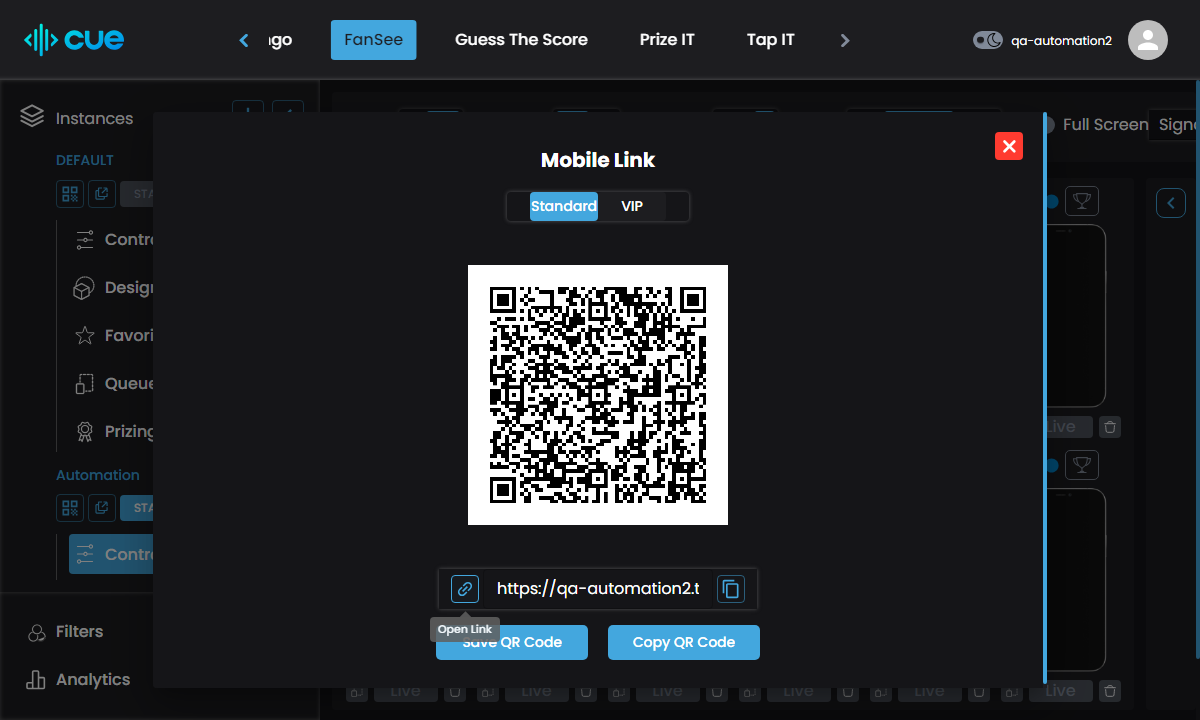 cue
ngo
FanSee
Guess The Score
Prize IT
Tap IT
qa-automation2
Instances
Full Screen
Sign
DEFAULT
STA
Contro
Design
Favori
Queue
Prizing
Automation
STA
Contro
Filters
Analytics
Mobile Link
Standard
VIP
https://qa-automation2.t
Open Link
Save QR Code
Copy QR Code
Live
Live
Live
Live
Live
Live
Live